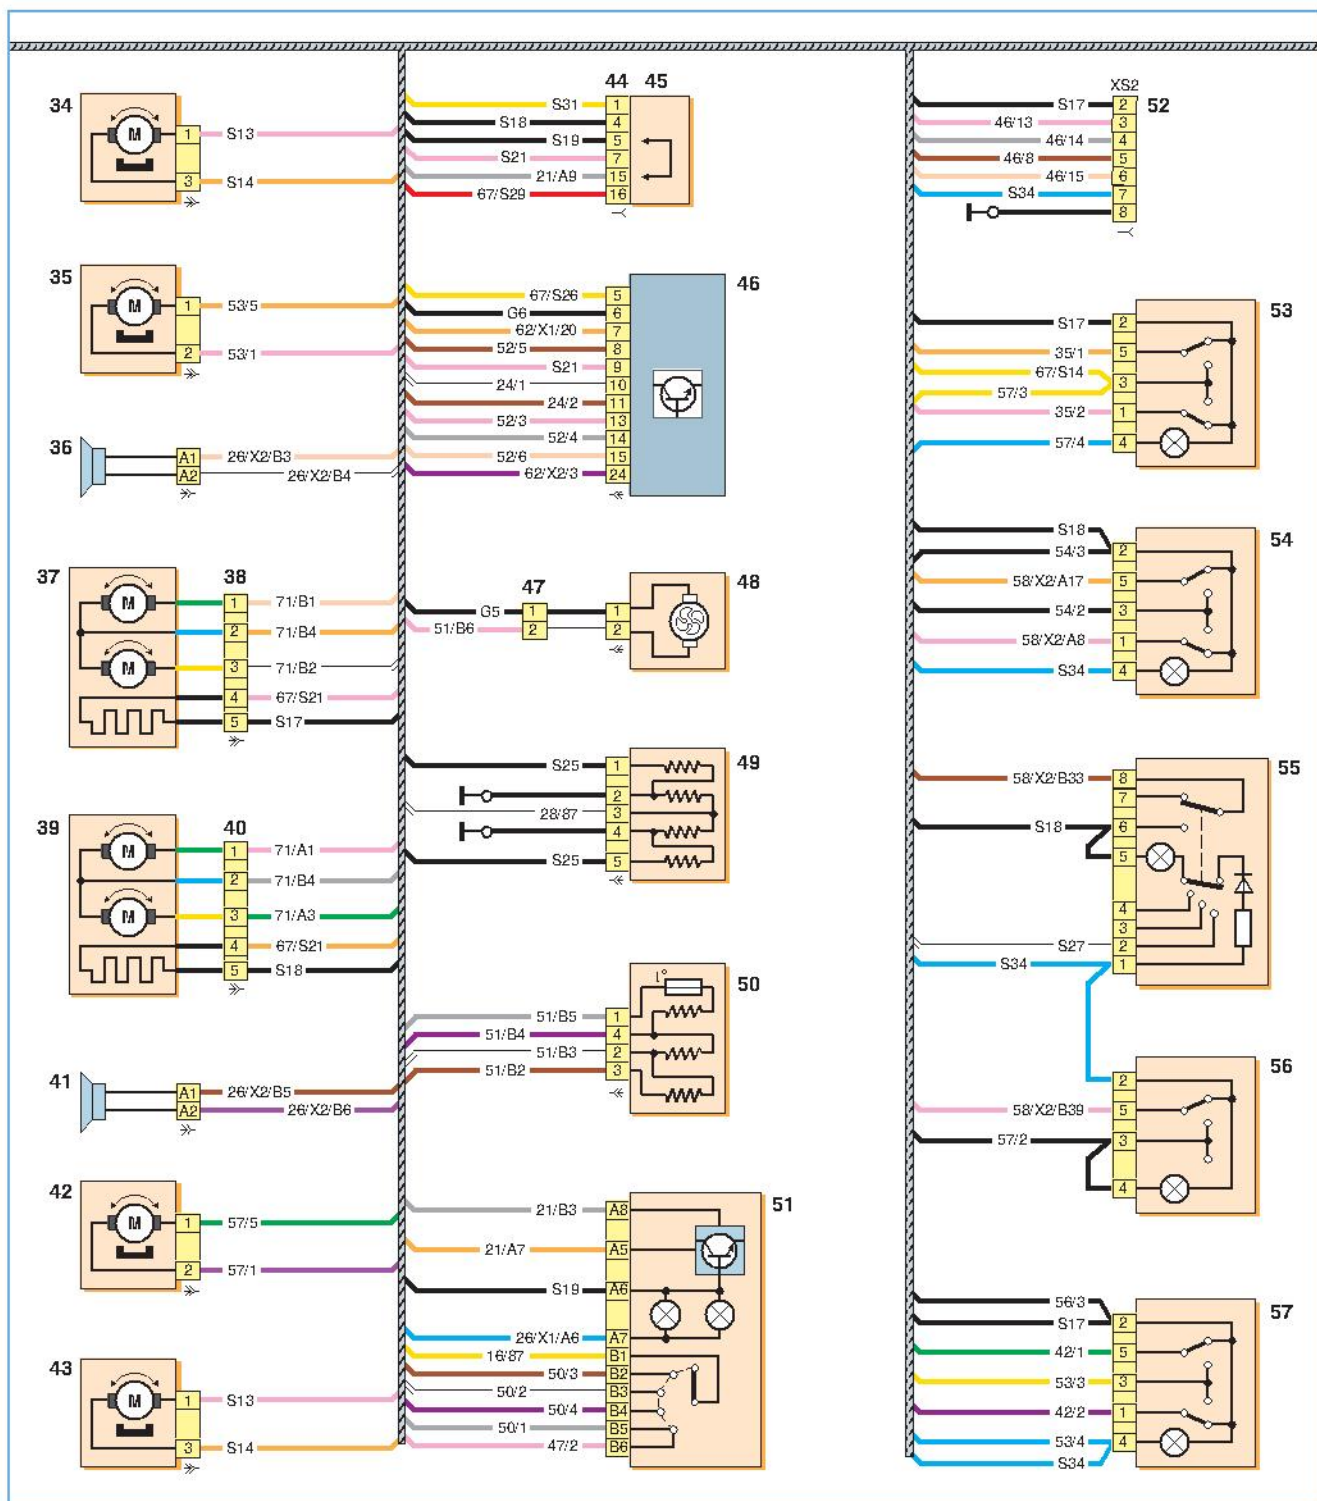 34
M
1 S13
3 S14
35
M
1 53/5
2 53/1
36
A1 26/X2/B3
A2 26/X2/B4
37
38
M
M
1 71/B1
2 71/B4
3 71/B2
4 67/S21
5 S17
39
40
M
M
1 71/A1
2 71/B4
3 71/A3
4 67/S21
5 S18
41
A1 26/X2/B5
A2 26/X2/B6
42
M
1 57/5
2 57/1
43
M
1 S13
3 S14
44 45
S31 1
S18 4
S19 5
S21 7
21/A9 15
67/S29 16
46
67/S26 5
G6 6
62/X1/20 7
52/5 8
S21 9
24/1 10
24/2 11
52/3 13
52/4 14
52/6 15
62/X2/3 24
47
48
G5 1 1
51/B6 2 2
49
S25 1
2
28/87 3
4
S25 5
50
1°
51/B5 1
51/B4 4
51/B3 2
51/B2 3
51
21/B3 A8
21/A7 A5
S19 A6
26/X1/A6 A7
16/87 B1
50/3 B2
50/2 B3
50/4 B4
50/1 B5
47/2 B6
XS2
52
S17 2
46/13 3
46/14 4
46/8 5
46/15 6
S34 7
8
53
S17 2
35/1 5
67/S14
3
57/3
35/2 1
57/4 4
54
S18
54/3 2
58/X2/A17 5
54/2 3
58/X2/A8 1
S34 4
55
58/X2/B33 8
7
S18 6
5
4
3
S27 2
S34 1
56
2
58/X2/B39 5
57/2 3
4
57
56/3
S17 2
42/1 5
53/3 3
42/2 1
53/4 4
S34